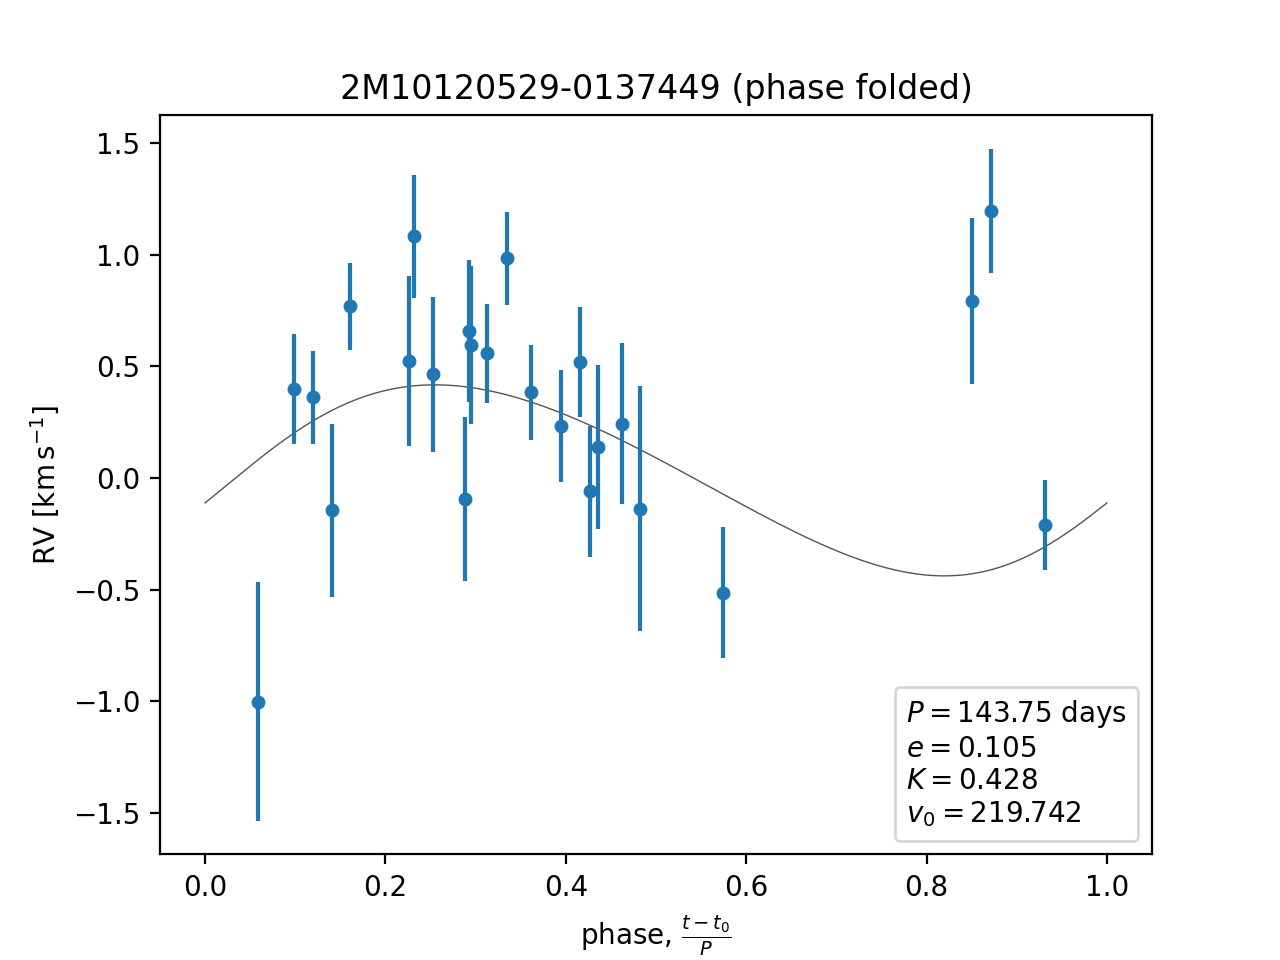 2M10120529-0137449 (phase folded)
RV [km s⁻¹]
1.5
1.0
0.5
0.0
−0.5
−1.0
−1.5
P = 143.75 days
e = 0.105
K = 0.428
v₀ = 219.742
0.0 0.2 0.4 0.6 0.8 1.0
phase, (t − t₀)/P